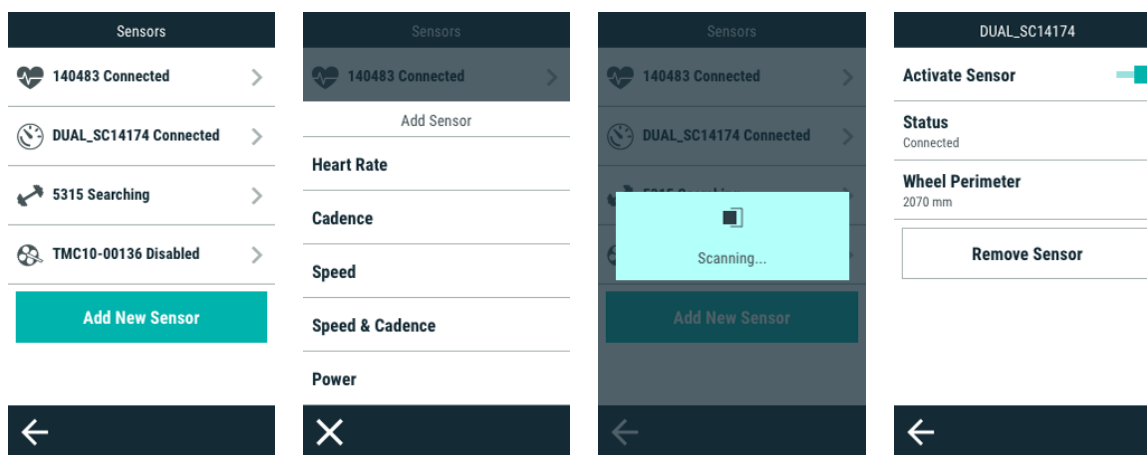 Sensors
140483 Connected
DUAL_SC14174 Connected
5315 Searching
TMC10-00136 Disabled
Add New Sensor
Sensors
140483 Connected
Add Sensor
Heart Rate
Cadence
Speed
Speed & Cadence
Power
Sensors
140483 Connected
DUAL_SC14174 Connected
Scanning...
Add New Sensor
DUAL_SC14174
Activate Sensor
Status
Connected
Wheel Perimeter
2070 mm
Remove Sensor